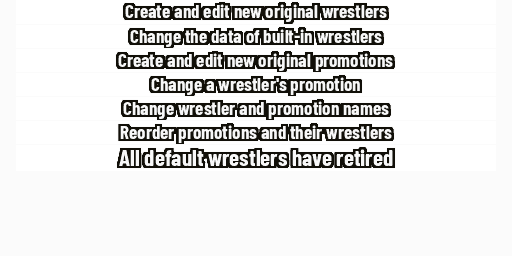 Create and edit new original wrestlers
Change the data of built-in wrestlers
Create and edit new original promotions
Change a wrestler's promotion
Change wrestler and promotion names
Reorder promotions and their wrestlers
All default wrestlers have retired